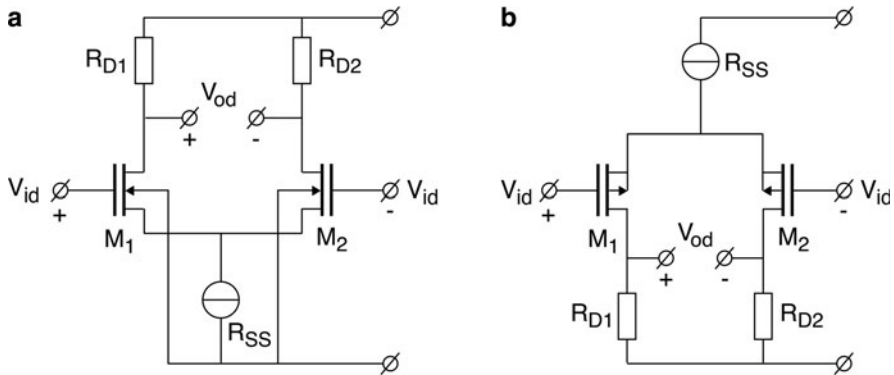 a
R_D1
R_D2
V_od
+
-
V_id
+
V_id
-
M_1
M_2
R_SS
b
R_SS
V_id
+
V_id
-
M_1
M_2
V_od
+
-
R_D1
R_D2